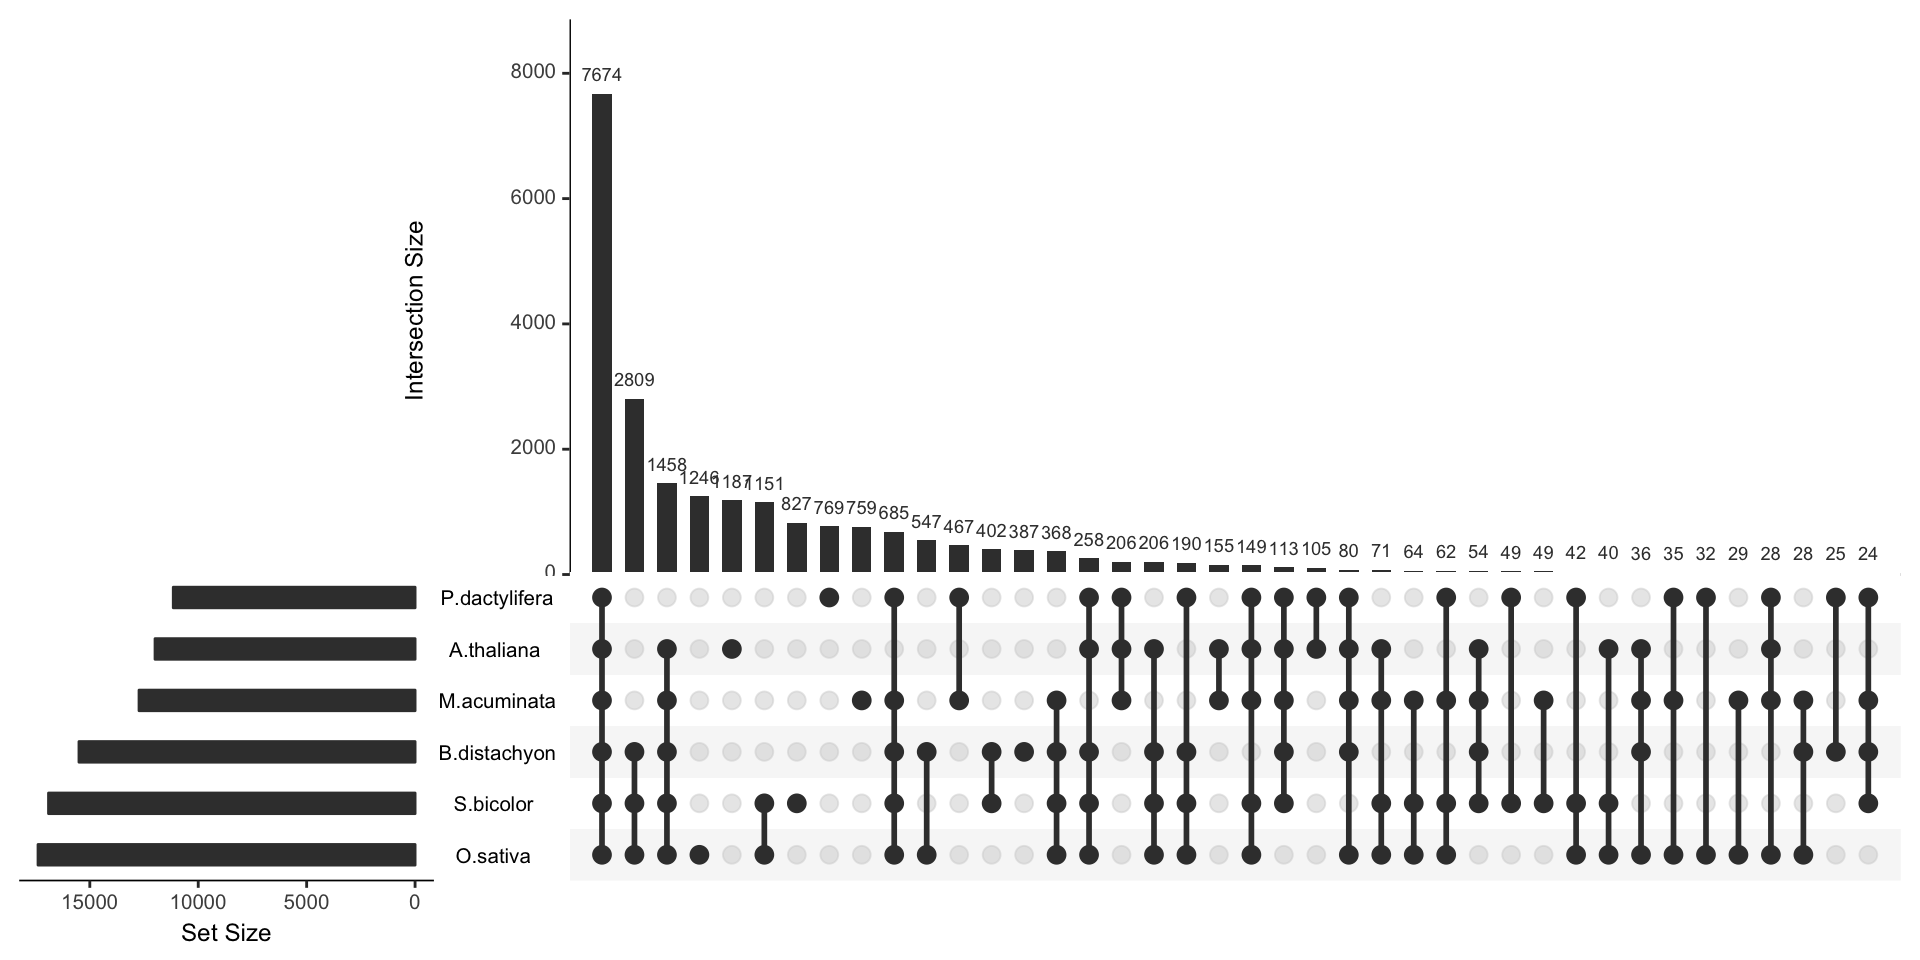 8000
6000
4000
2000
0
Intersection Size
7674 2809 1458 1246 1187 1151 827 769 759 685 547 467 402 387 368 258 206 206 190 155 149 113 105 80 71 64 62 54 49 49 42 40 36 35 32 29 28 28 25 24
P.dactylifera
A.thaliana
M.acuminata
B.distachyon
S.bicolor
O.sativa
15000 10000 5000 0
Set Size